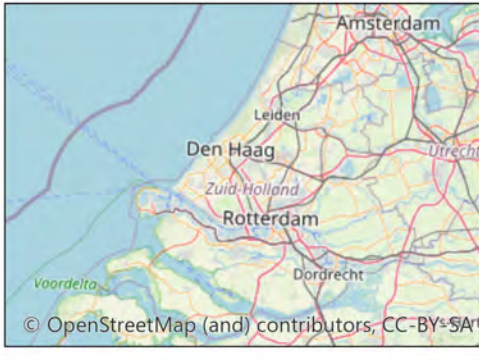 Amsterdam
Leiden
Den Haag
Utrecht
Zuid-Holland
Rotterdam
Dordrecht
Voordelta
© OpenStreetMap (and) contributors, CC-BY-SA